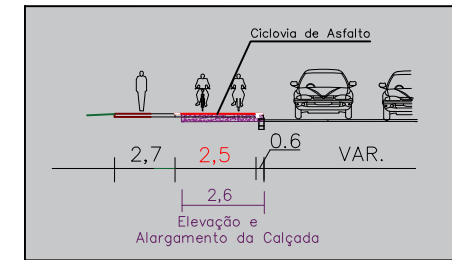 Ciclovia de Asfalto
2,7 2,5 0.6 VAR.
2,6
Elevação e
Alargamento da Calçada